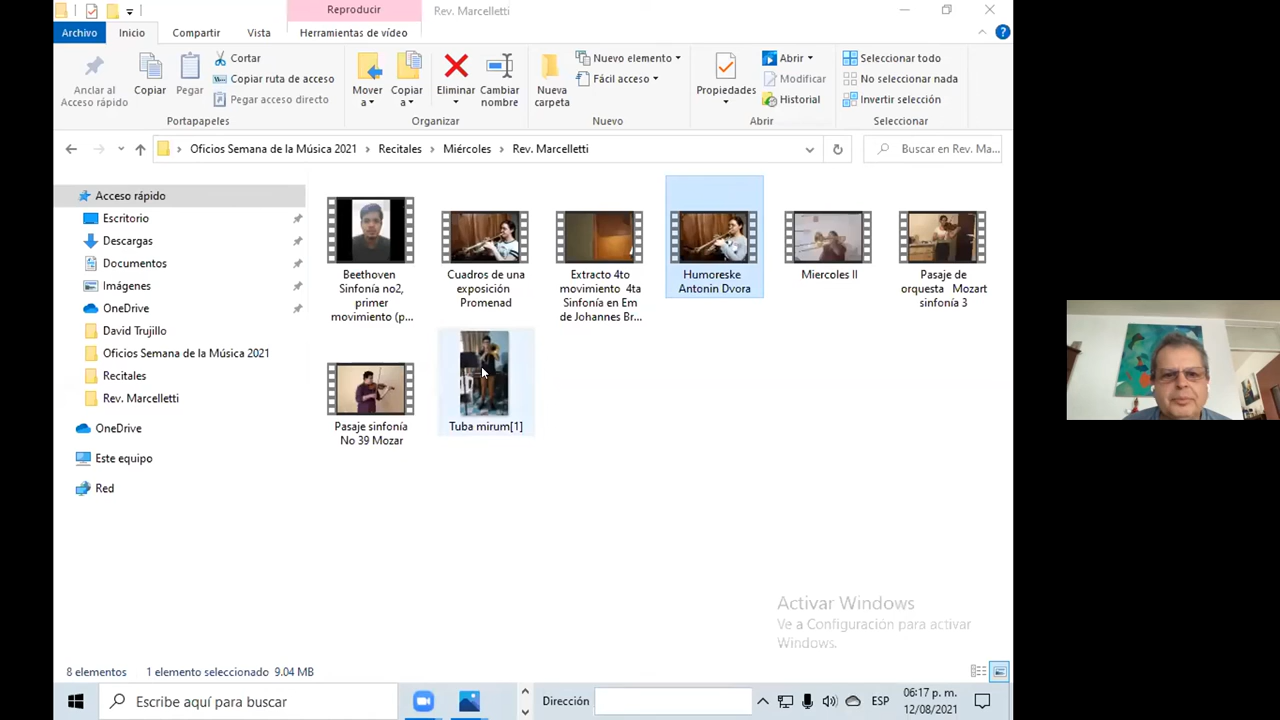 Reproducir
Rev. Marcelletti
Archivo
Inicio
Compartir
Vista
Herramientas de vídeo
Anclar al
Acceso rápido
Copiar
Pegar
Cortar
Copiar ruta de acceso
Pegar acceso directo
Portapapeles
Mover
a
Copiar
a
Eliminar
Cambiar
nombre
Organizar
Nueva
carpeta
Nuevo elemento
Fácil acceso
Nuevo
Propiedades
Abrir
Modificar
Historial
Abrir
Seleccionar todo
No seleccionar nada
Invertir selección
Seleccionar
Oficios Semana de la Música 2021 > Recitales > Miércoles > Rev. Marcelletti
Buscar en Rev. Ma...
Acceso rápido
Escritorio
Descargas
Documentos
Imágenes
OneDrive
David Trujillo
Oficios Semana de la Música 2021
Recitales
Rev. Marcelletti
OneDrive
Este equipo
Red
Beethoven
Sinfonía no2,
primer
movimiento (p...
Cuadros de una
exposición
Promenad
Extracto 4to
movimiento 4ta
Sinfonía en Em
de Johannes Br...
Humoreske
Antonin Dvora
Miercoles II
Pasaje de
orquesta Mozart
sinfonía 3
Pasaje sinfonía
No 39 Mozar
Tuba mirum[1]
Activar Windows
Ve a Configuración para activar
Windows.
8 elementos
1 elemento seleccionado 9.04 MB
Escribe aquí para buscar
Dirección
ESP
06:17 p. m.
12/08/2021